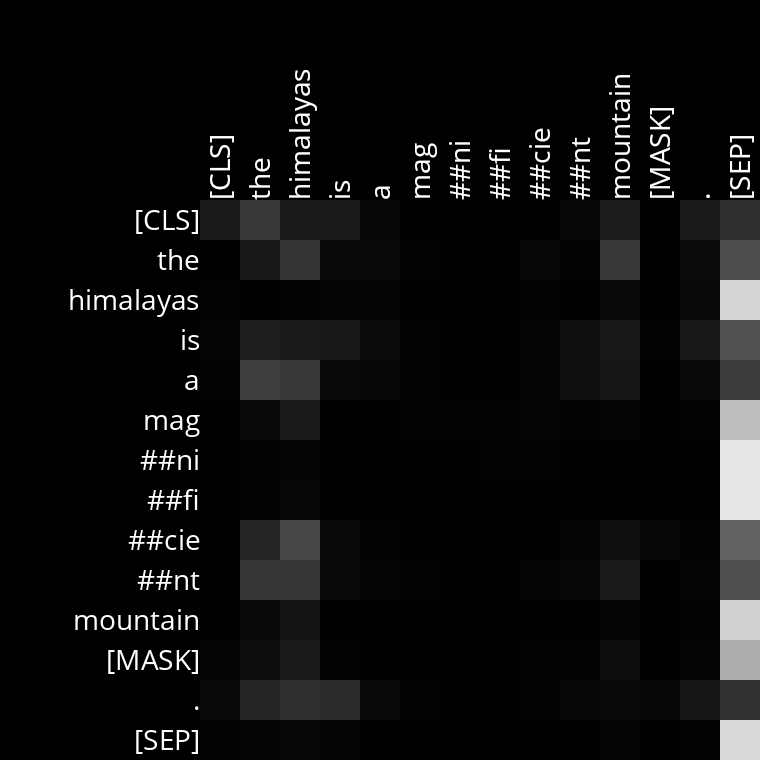 [CLS]
the
himalayas
is
a
mag
##ni
##fi
##cie
##nt
mountain
[MASK]
.
[SEP]
[CLS]
the
himalayas
is
a
mag
##ni
##fi
##cie
##nt
mountain
[MASK]
.
[SEP]